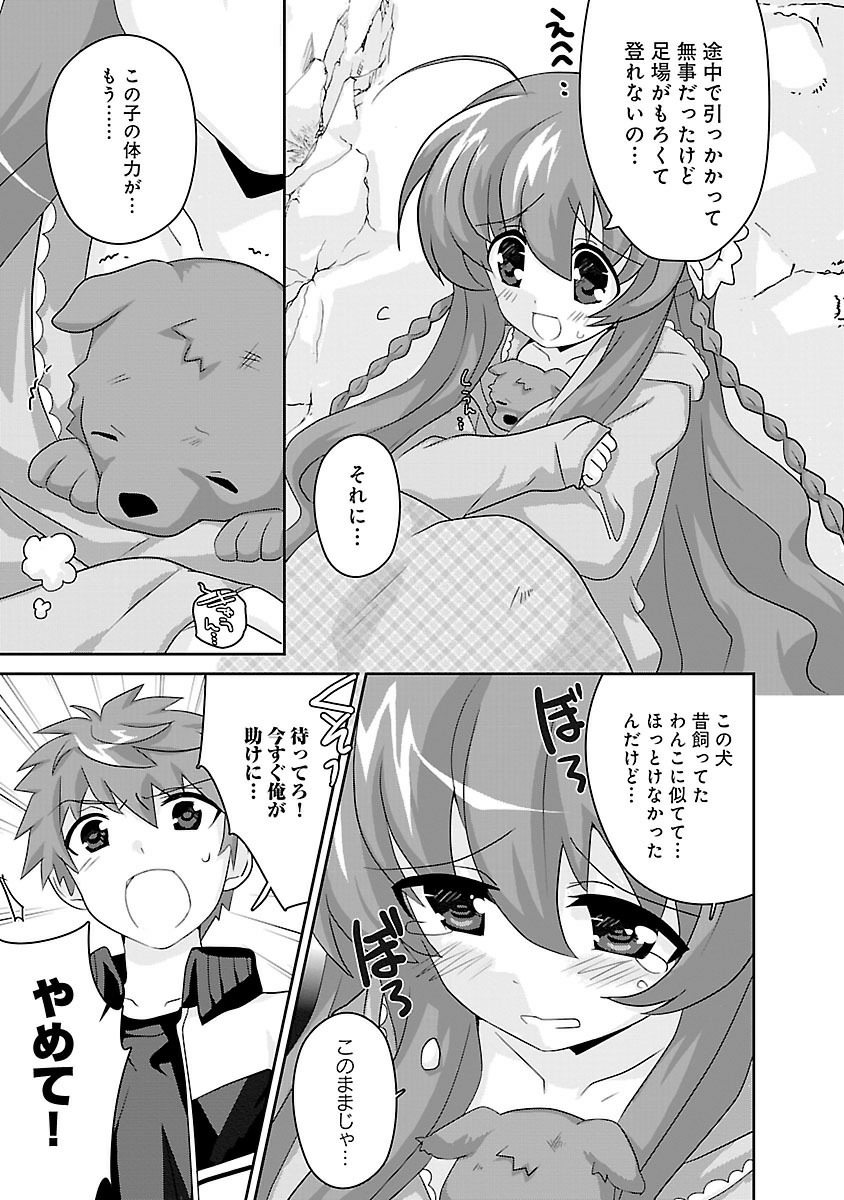 途中で引っかかって
無事だったけど
足場がもろくて
登れないの…
えへへ…
しゅん…
それに…
この子の体力が…
もう……
きゅうん…
この犬
昔飼ってた
わんこに似てて…
ほっとけなかった
んだけど…
ぼろ
ぼろ
このままじゃ…
くっ
待ってろ！
今すぐ俺が
助けに…
やめて！